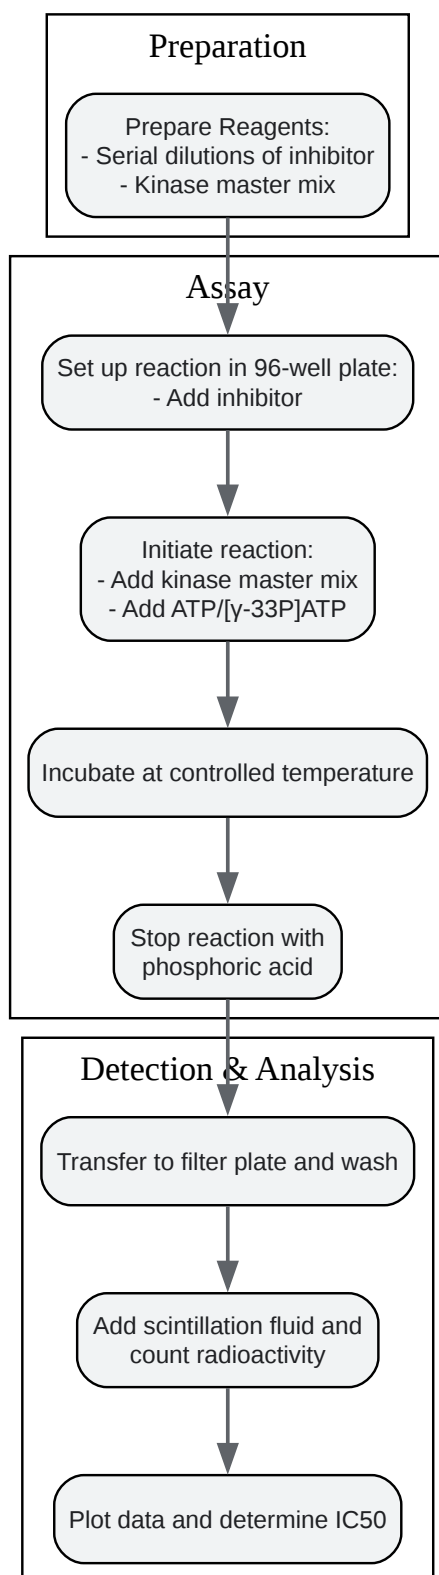 Preparation
Prepare Reagents:
- Serial dilutions of inhibitor
- Kinase master mix
Assay
Set up reaction in 96-well plate:
- Add inhibitor
Initiate reaction:
- Add kinase master mix
- Add ATP/[γ-33P]ATP
Incubate at controlled temperature
Stop reaction with
phosphoric acid
Detection & Analysis
Transfer to filter plate and wash
Add scintillation fluid and
count radioactivity
Plot data and determine IC50